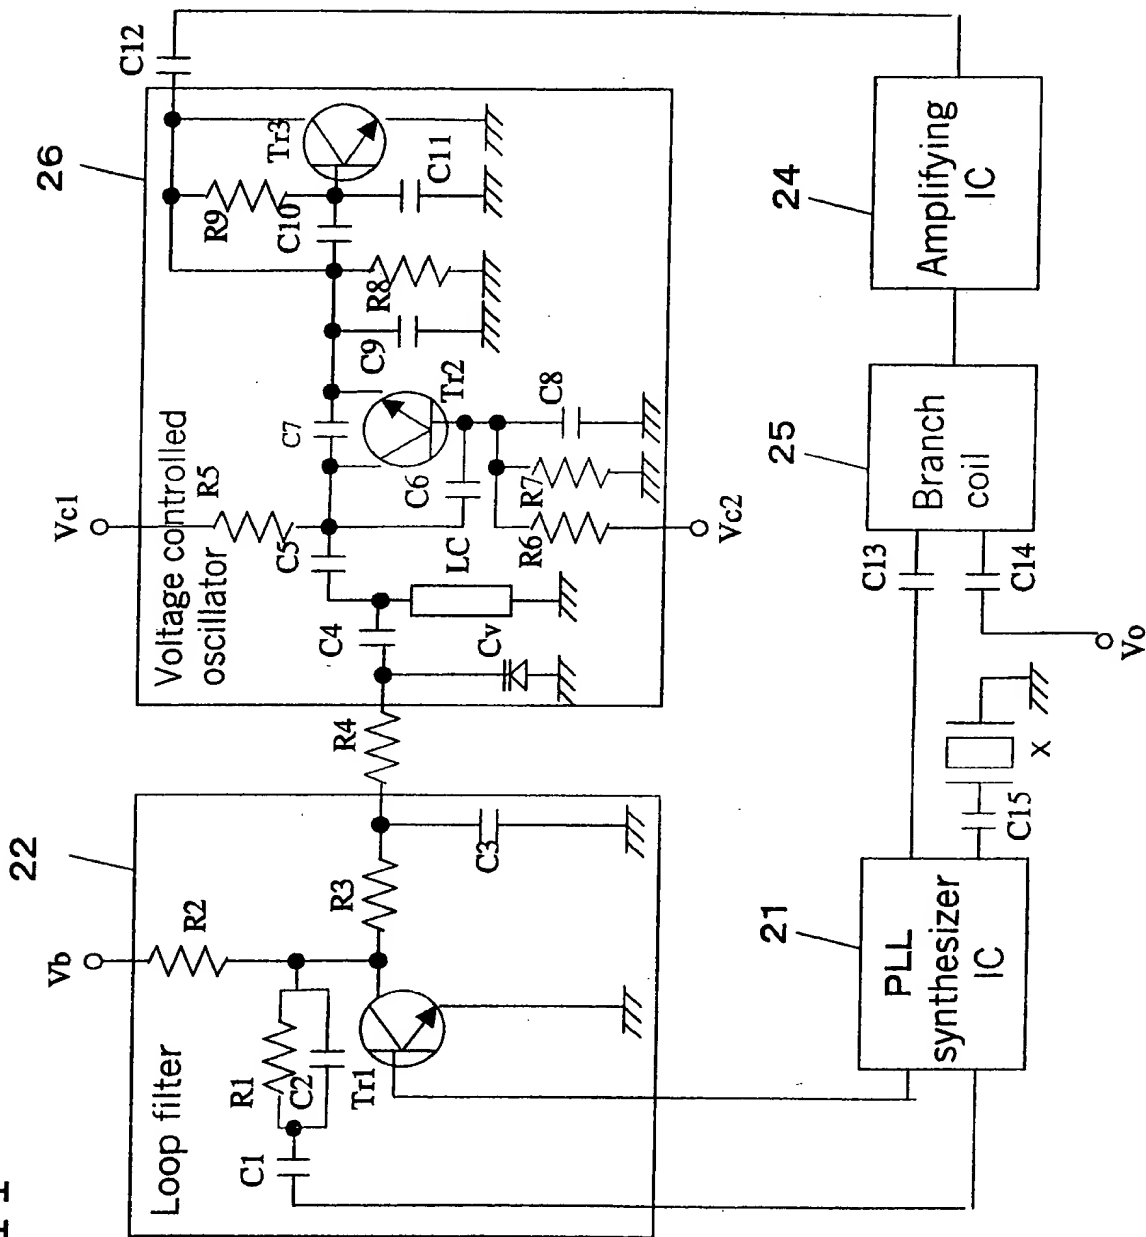 22
Loop filter
Vb
R2
R1
C2
C1
Tr1
R3
C3
R4
26
Voltage controlled
oscillator
Vc1
R5
C5
C4
Cv
LC
C6
C7
Tr2
R6
R7
C8
Vc2
C9
R8
R9
C10
Tr3
C11
C12
21
PLL
synthesizer
IC
C15
X
C13
C14
Vo
25
Branch
coil
24
Amplifying
IC